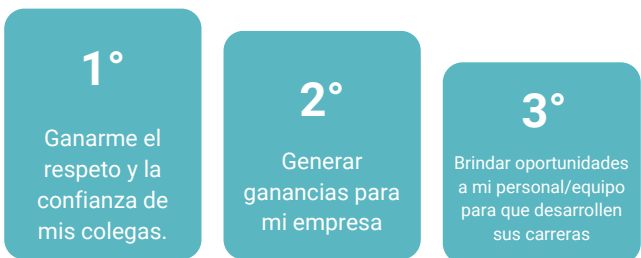 1°
Ganarme el
respeto y la
confianza de
mis colegas.
2°
Generar
ganancias para
mi empresa
3°
Brindar oportunidades
a mi personal/equipo
para que desarrollen
sus carreras